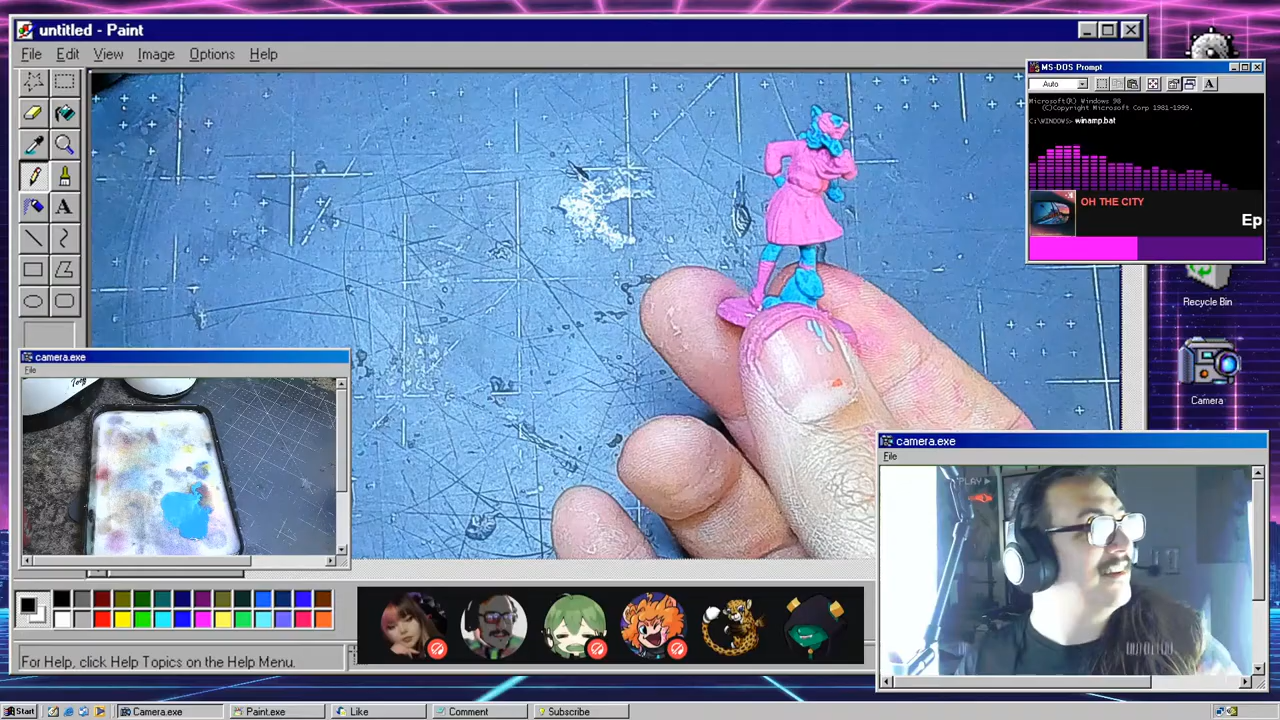 untitled - Paint
File Edit View Image Options Help
MS-DOS Prompt
Auto
Microsoft(R) Windows 98
(C)Copyright Microsoft Corp 1981-1999.
C:\WINDOWS> winamp.bat
OH THE CITY
Ep
Recycle Bin
Camera
camera.exe
File
camera.exe
File
PLAY
For Help, click Help Topics on the Help Menu.
Start Camera.exe Paint.exe Like Comment Subscribe